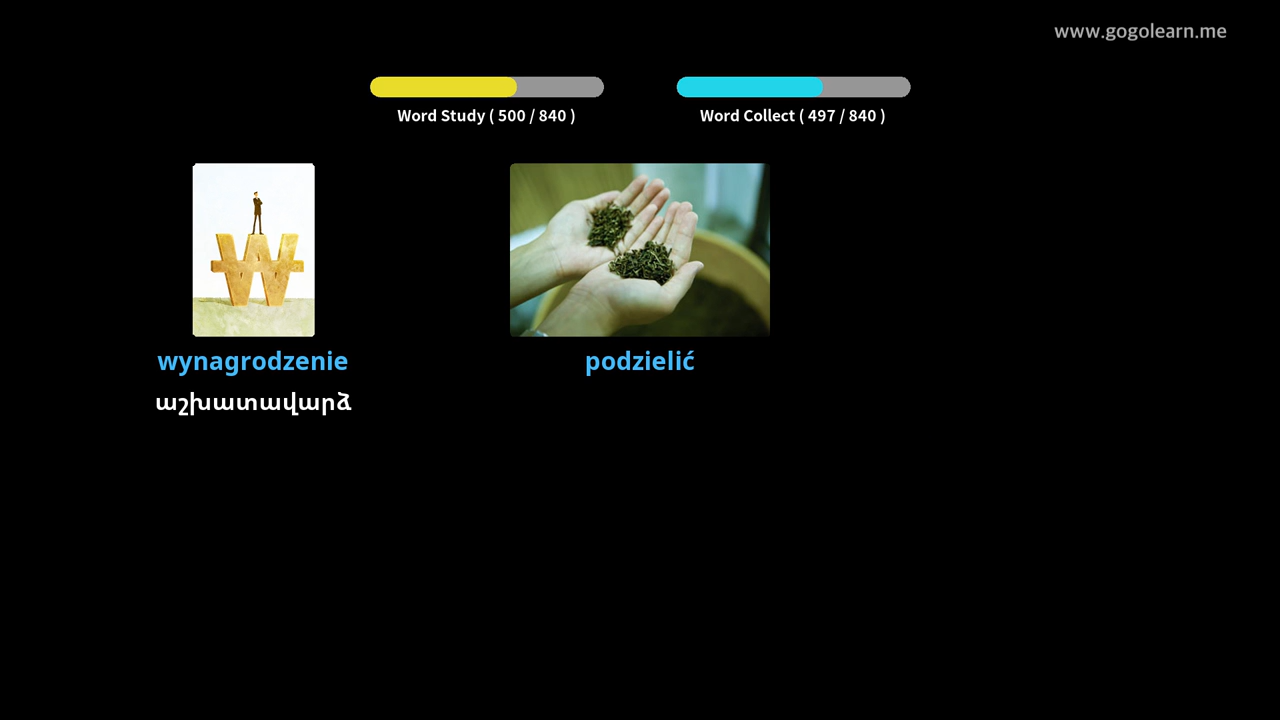 www.gogolearn.me
Word Study ( 500 / 840 )
Word Collect ( 497 / 840 )
wynagrodzenie
podzielić
աշխատավարձ